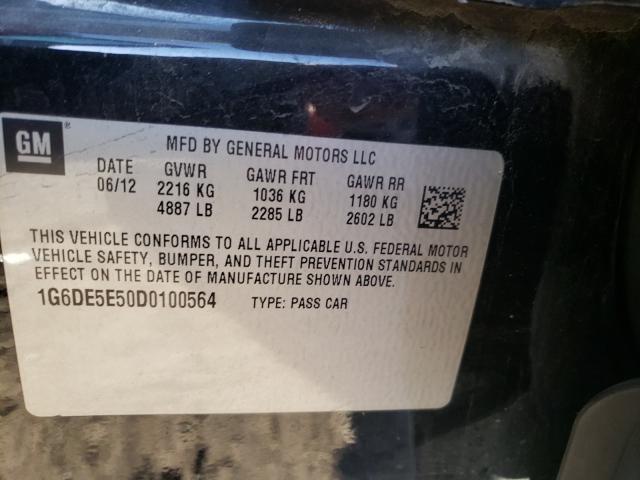 GM®
MFD BY GENERAL MOTORS LLC
DATE GVWR GAWR FRT GAWR RR
06/12 2216 KG 1036 KG 1180 KG
4887 LB 2285 LB 2602 LB
THIS VEHICLE CONFORMS TO ALL APPLICABLE U.S. FEDERAL MOTOR
VEHICLE SAFETY, BUMPER, AND THEFT PREVENTION STANDARDS IN
EFFECT ON THE DATE OF MANUFACTURE SHOWN ABOVE.
1G6DE5E50D0100564 TYPE: PASS CAR